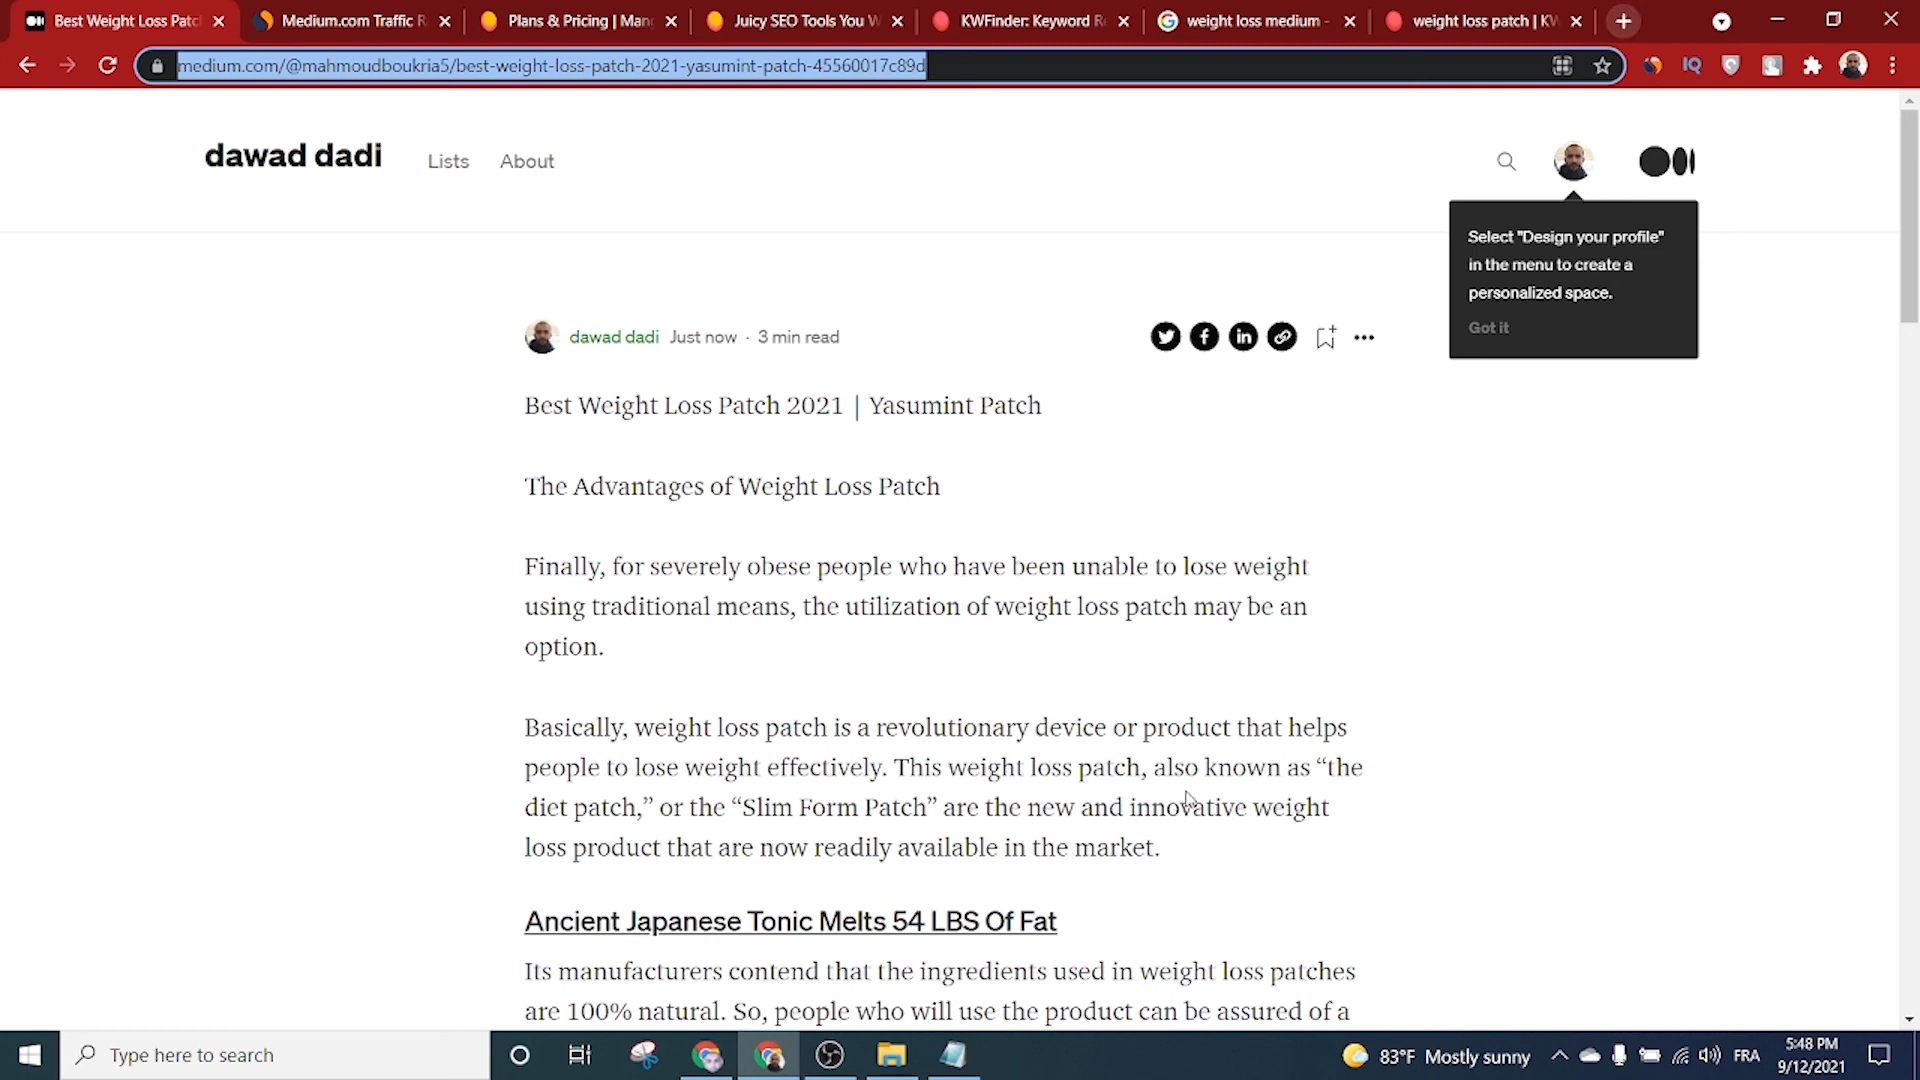 Best Weight Loss Patc
Medium.com Traffic R
Plans & Pricing | Mang
Juicy SEO Tools You W
KWFinder: Keyword Re
weight loss medium -
weight loss patch | KW
medium.com/@mahmoudboukria5/best-weight-loss-patch-2021-yasumint-patch-45560017c89d
IQ
dawad dadi
Lists
About
Select "Design your profile"
in the menu to create a
personalized space.
Got it
dawad dadi Just now · 3 min read
Best Weight Loss Patch 2021 | Yasumint Patch
The Advantages of Weight Loss Patch
Finally, for severely obese people who have been unable to lose weight
using traditional means, the utilization of weight loss patch may be an
option.
Basically, weight loss patch is a revolutionary device or product that helps
people to lose weight effectively. This weight loss patch, also known as “the
diet patch,” or the “Slim Form Patch” are the new and innovative weight
loss product that are now readily available in the market.
Ancient Japanese Tonic Melts 54 LBS Of Fat
Its manufacturers contend that the ingredients used in weight loss patches
are 100% natural. So, people who will use the product can be assured of a
Type here to search
83°F Mostly sunny
FRA
5:48 PM
9/12/2021